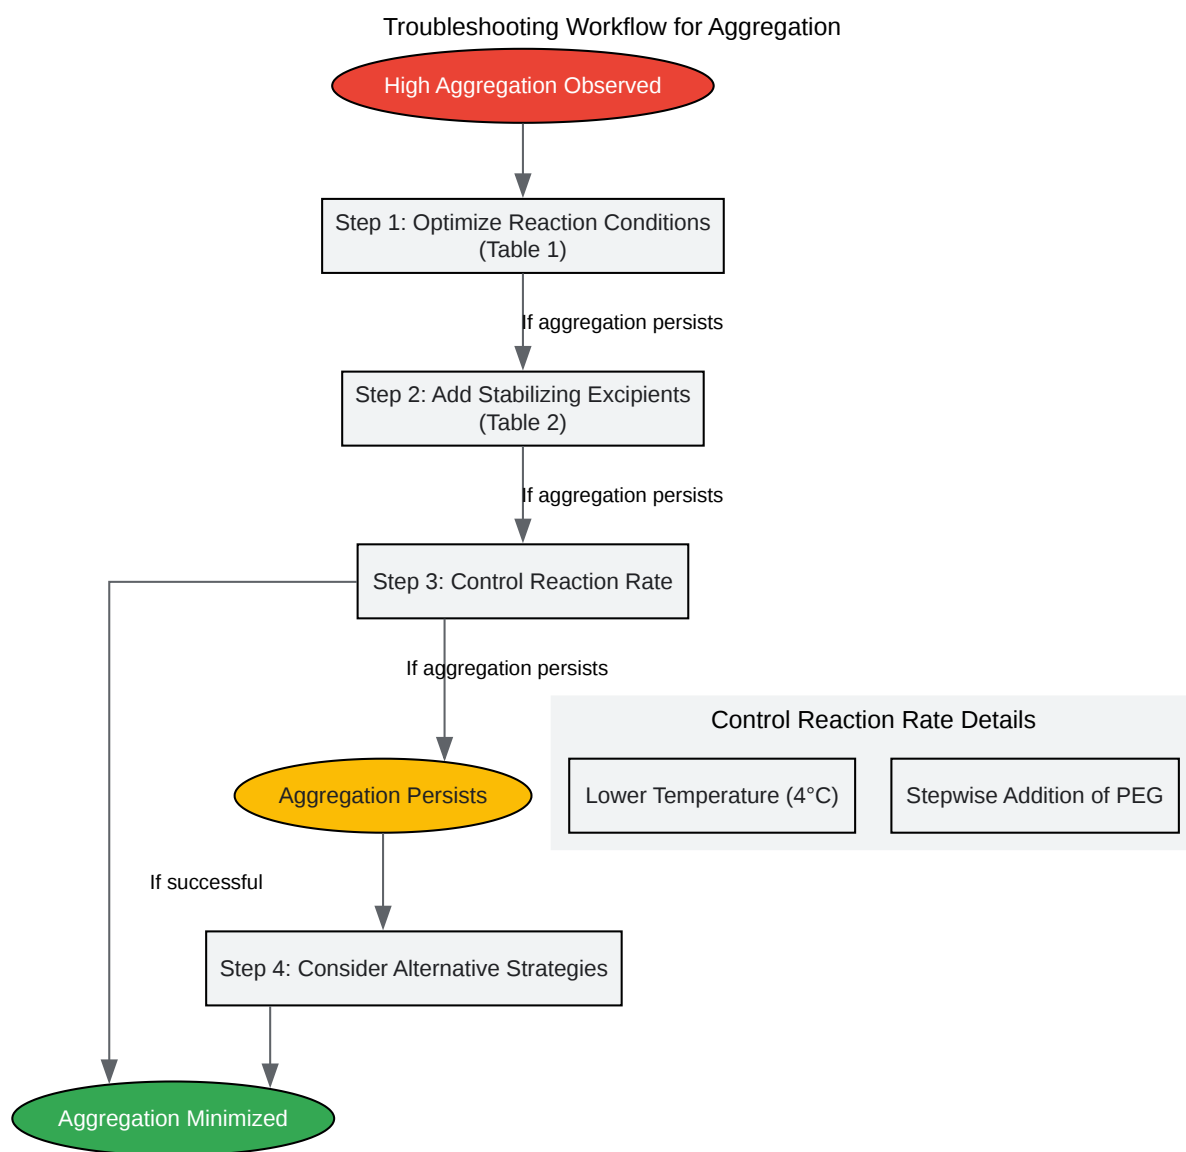 Troubleshooting Workflow for Aggregation
High Aggregation Observed
Step 1: Optimize Reaction Conditions
(Table 1)
If aggregation persists
Step 2: Add Stabilizing Excipients
(Table 2)
If aggregation persists
Step 3: Control Reaction Rate
If aggregation persists
Control Reaction Rate Details
Aggregation Persists
Lower Temperature (4°C)
Stepwise Addition of PEG
If successful
Step 4: Consider Alternative Strategies
Aggregation Minimized